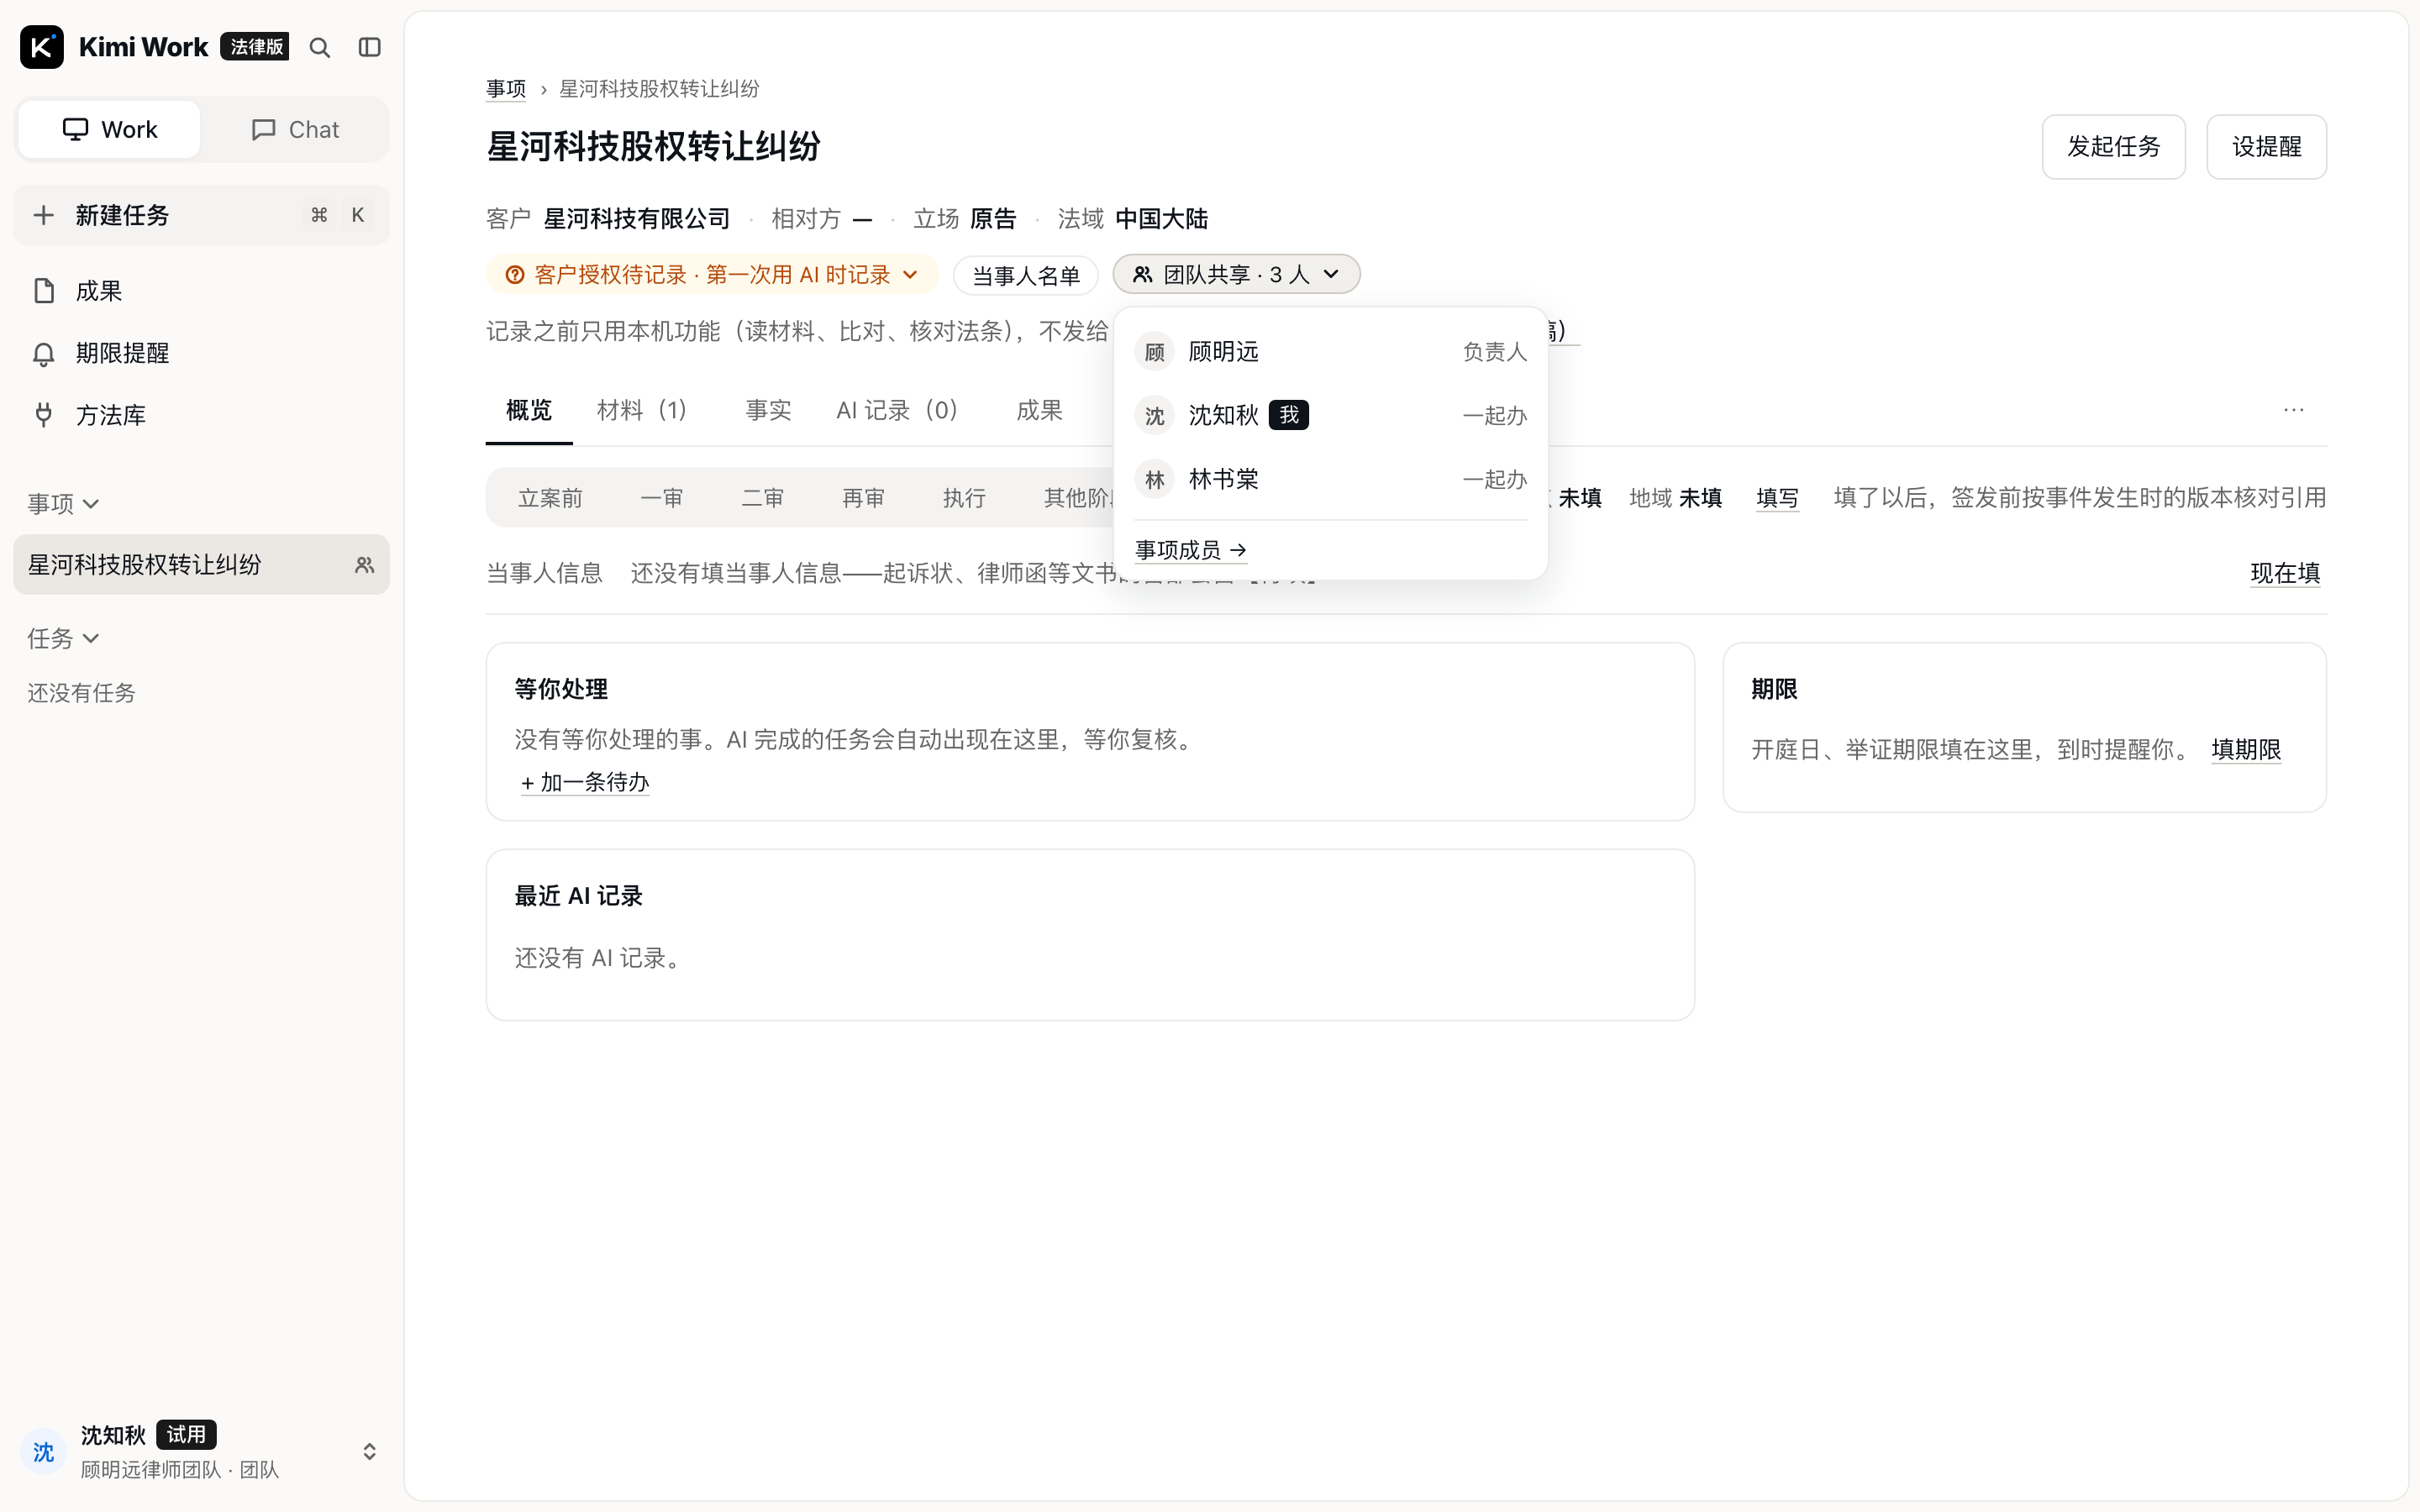 Kimi Work 法律版
Work Chat
新建任务 ⌘ K
成果
期限提醒
方法库
事项
星河科技股权转让纠纷
任务
还没有任务
沈 沈知秋 试用
顾明远律师团队 · 团队
事项 › 星河科技股权转让纠纷
星河科技股权转让纠纷
发起任务 设提醒
客户 星河科技有限公司 · 相对方 — · 立场 原告 · 法域 中国大陆
客户授权待记录 · 第一次用 AI 时记录 当事人名单 团队共享 · 3 人
记录之前只用本机功能（读材料、比对、核对法条），不发给
顾 顾明远 负责人
沈 沈知秋 我 一起办
林 林书棠 一起办
事项成员 →
概览 材料（1） 事实 AI 记录（0） 成果 …
立案前 一审 二审 再审 执行 其他阶 未填 地域 未填 填写 填了以后，签发前按事件发生时的版本核对引用
当事人信息 还没有填当事人信息——起诉状、律师函等文书 现在填
等你处理
没有等你处理的事。AI 完成的任务会自动出现在这里，等你复核。
+ 加一条待办
期限
开庭日、举证期限填在这里，到时提醒你。 填期限
最近 AI 记录
还没有 AI 记录。